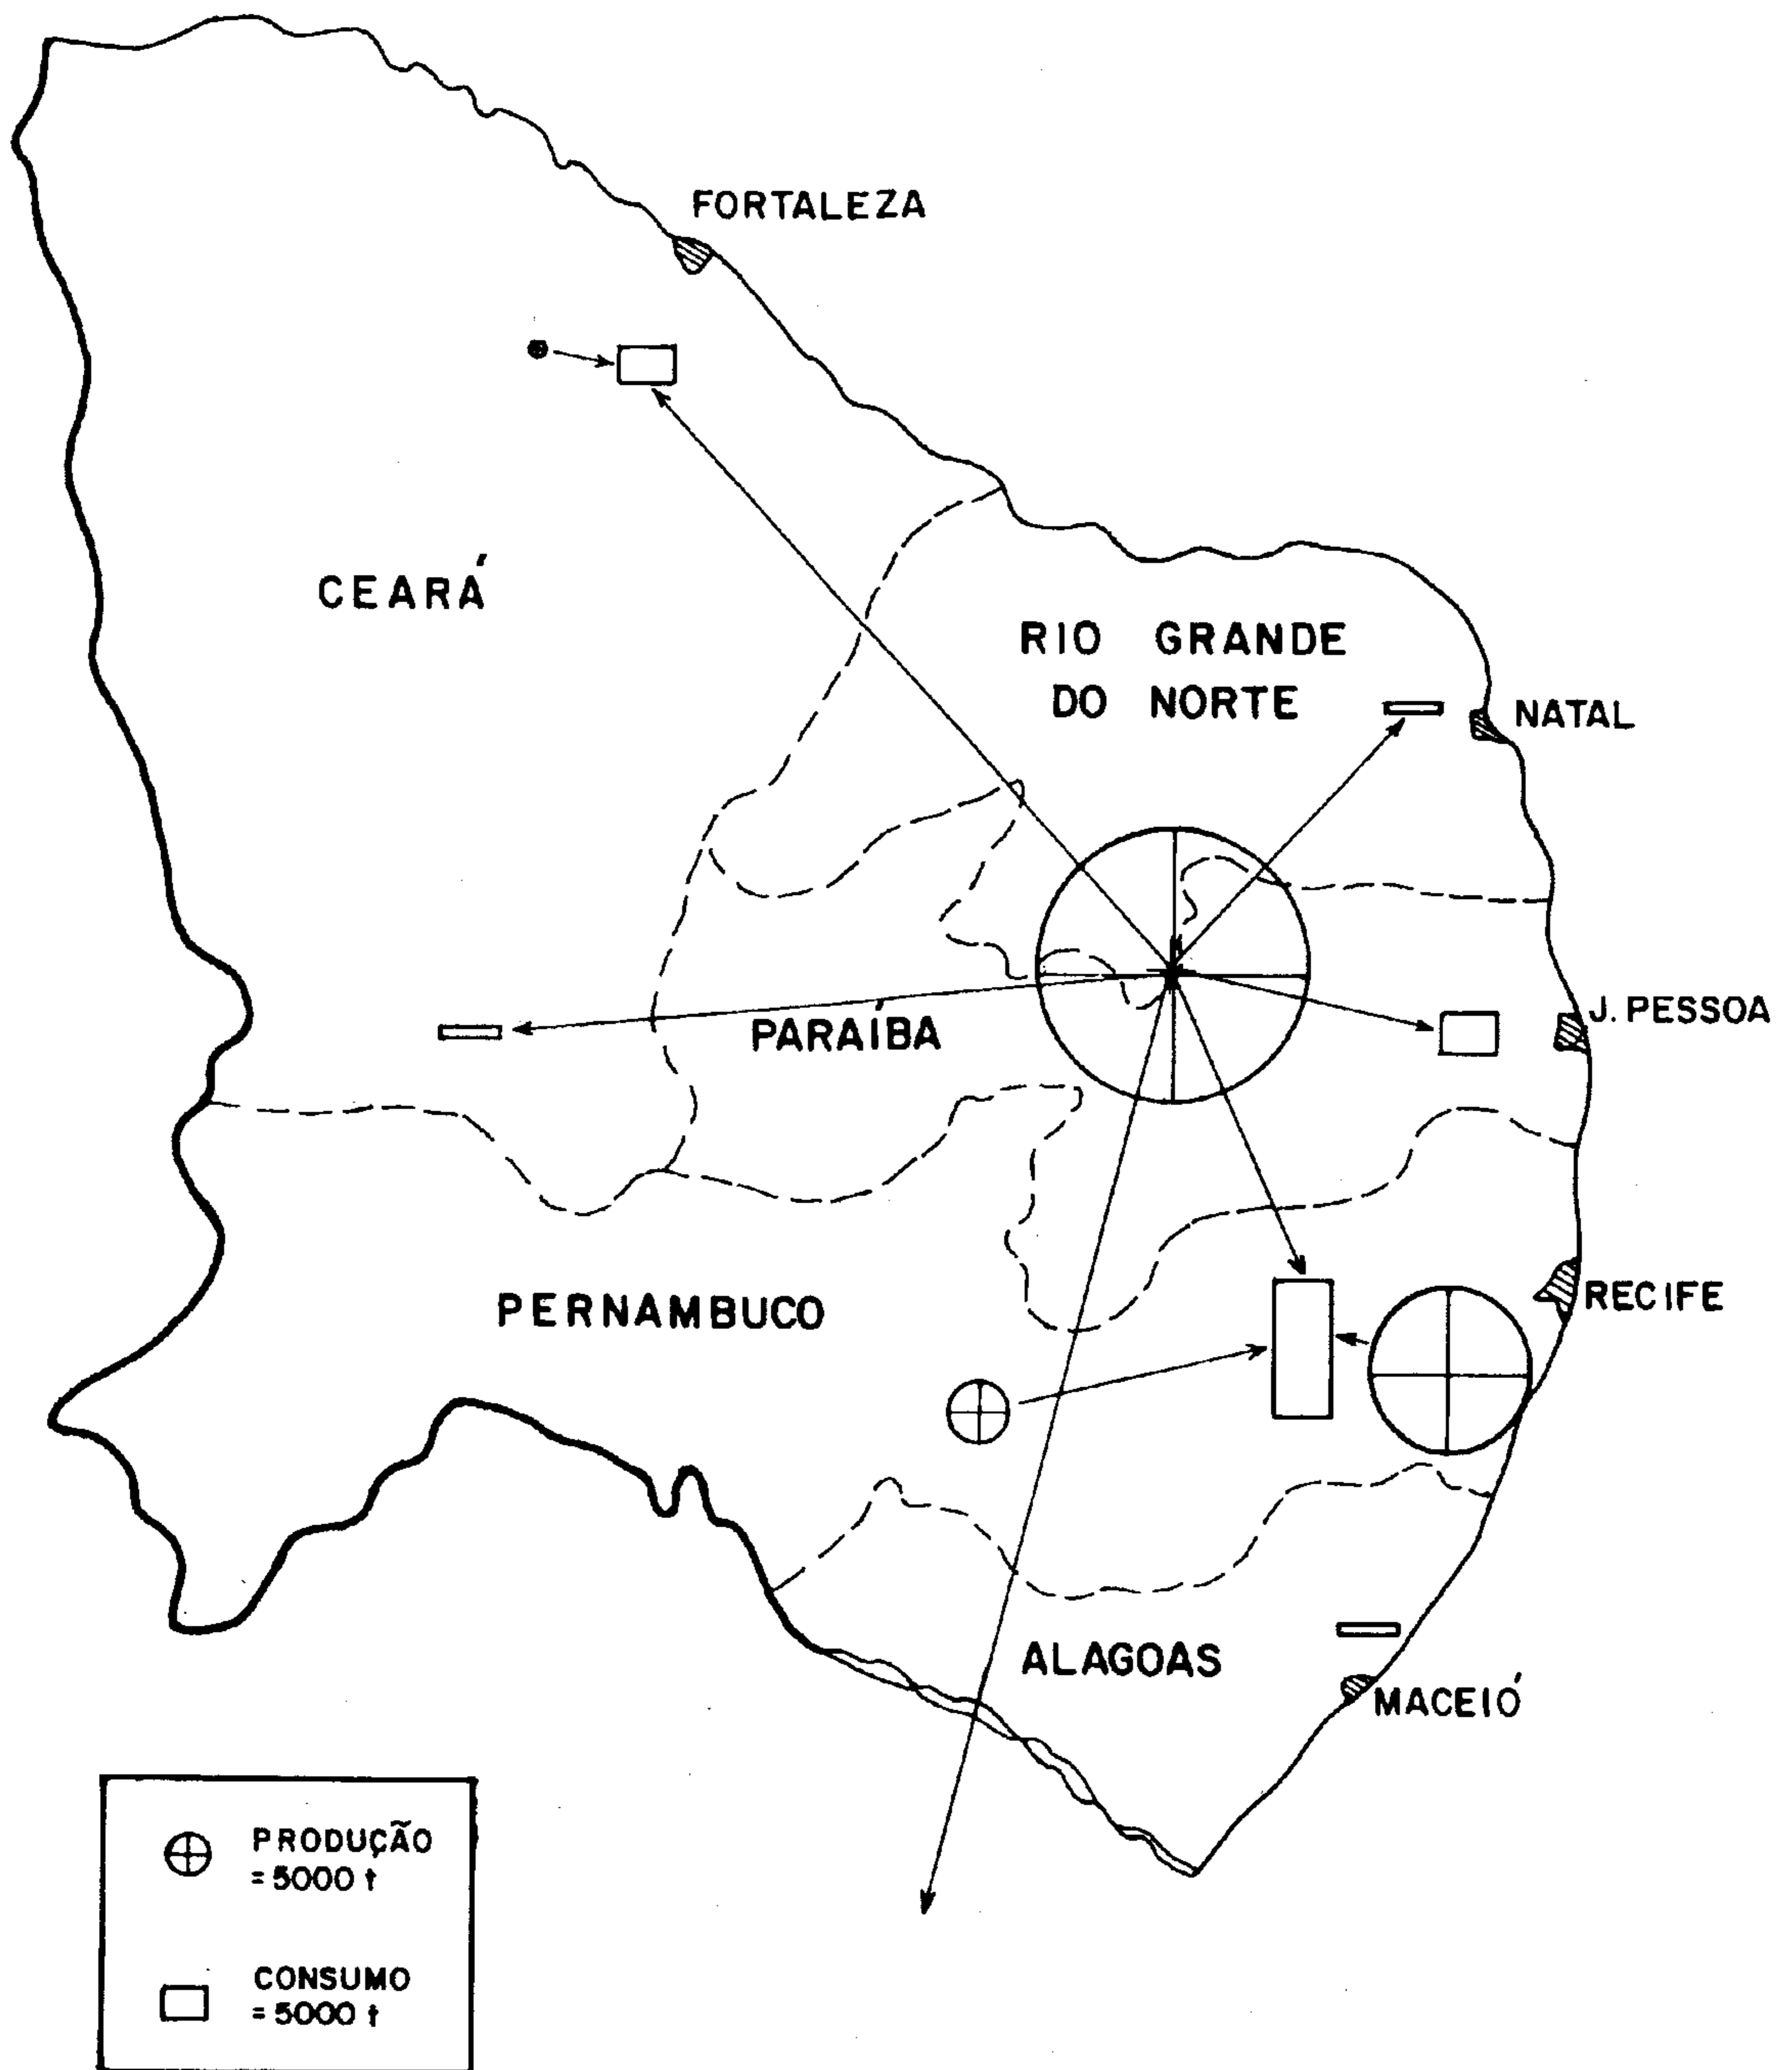 FORTALEZA
CEARÁ
RIO GRANDE
DO NORTE
NATAL
J. PESSOA
PARAÍBA
RECIFE
PERNAMBUCO
ALAGOAS
MACEIÓ
PRODUÇÃO
= 5000 t
CONSUMO
= 5000 t